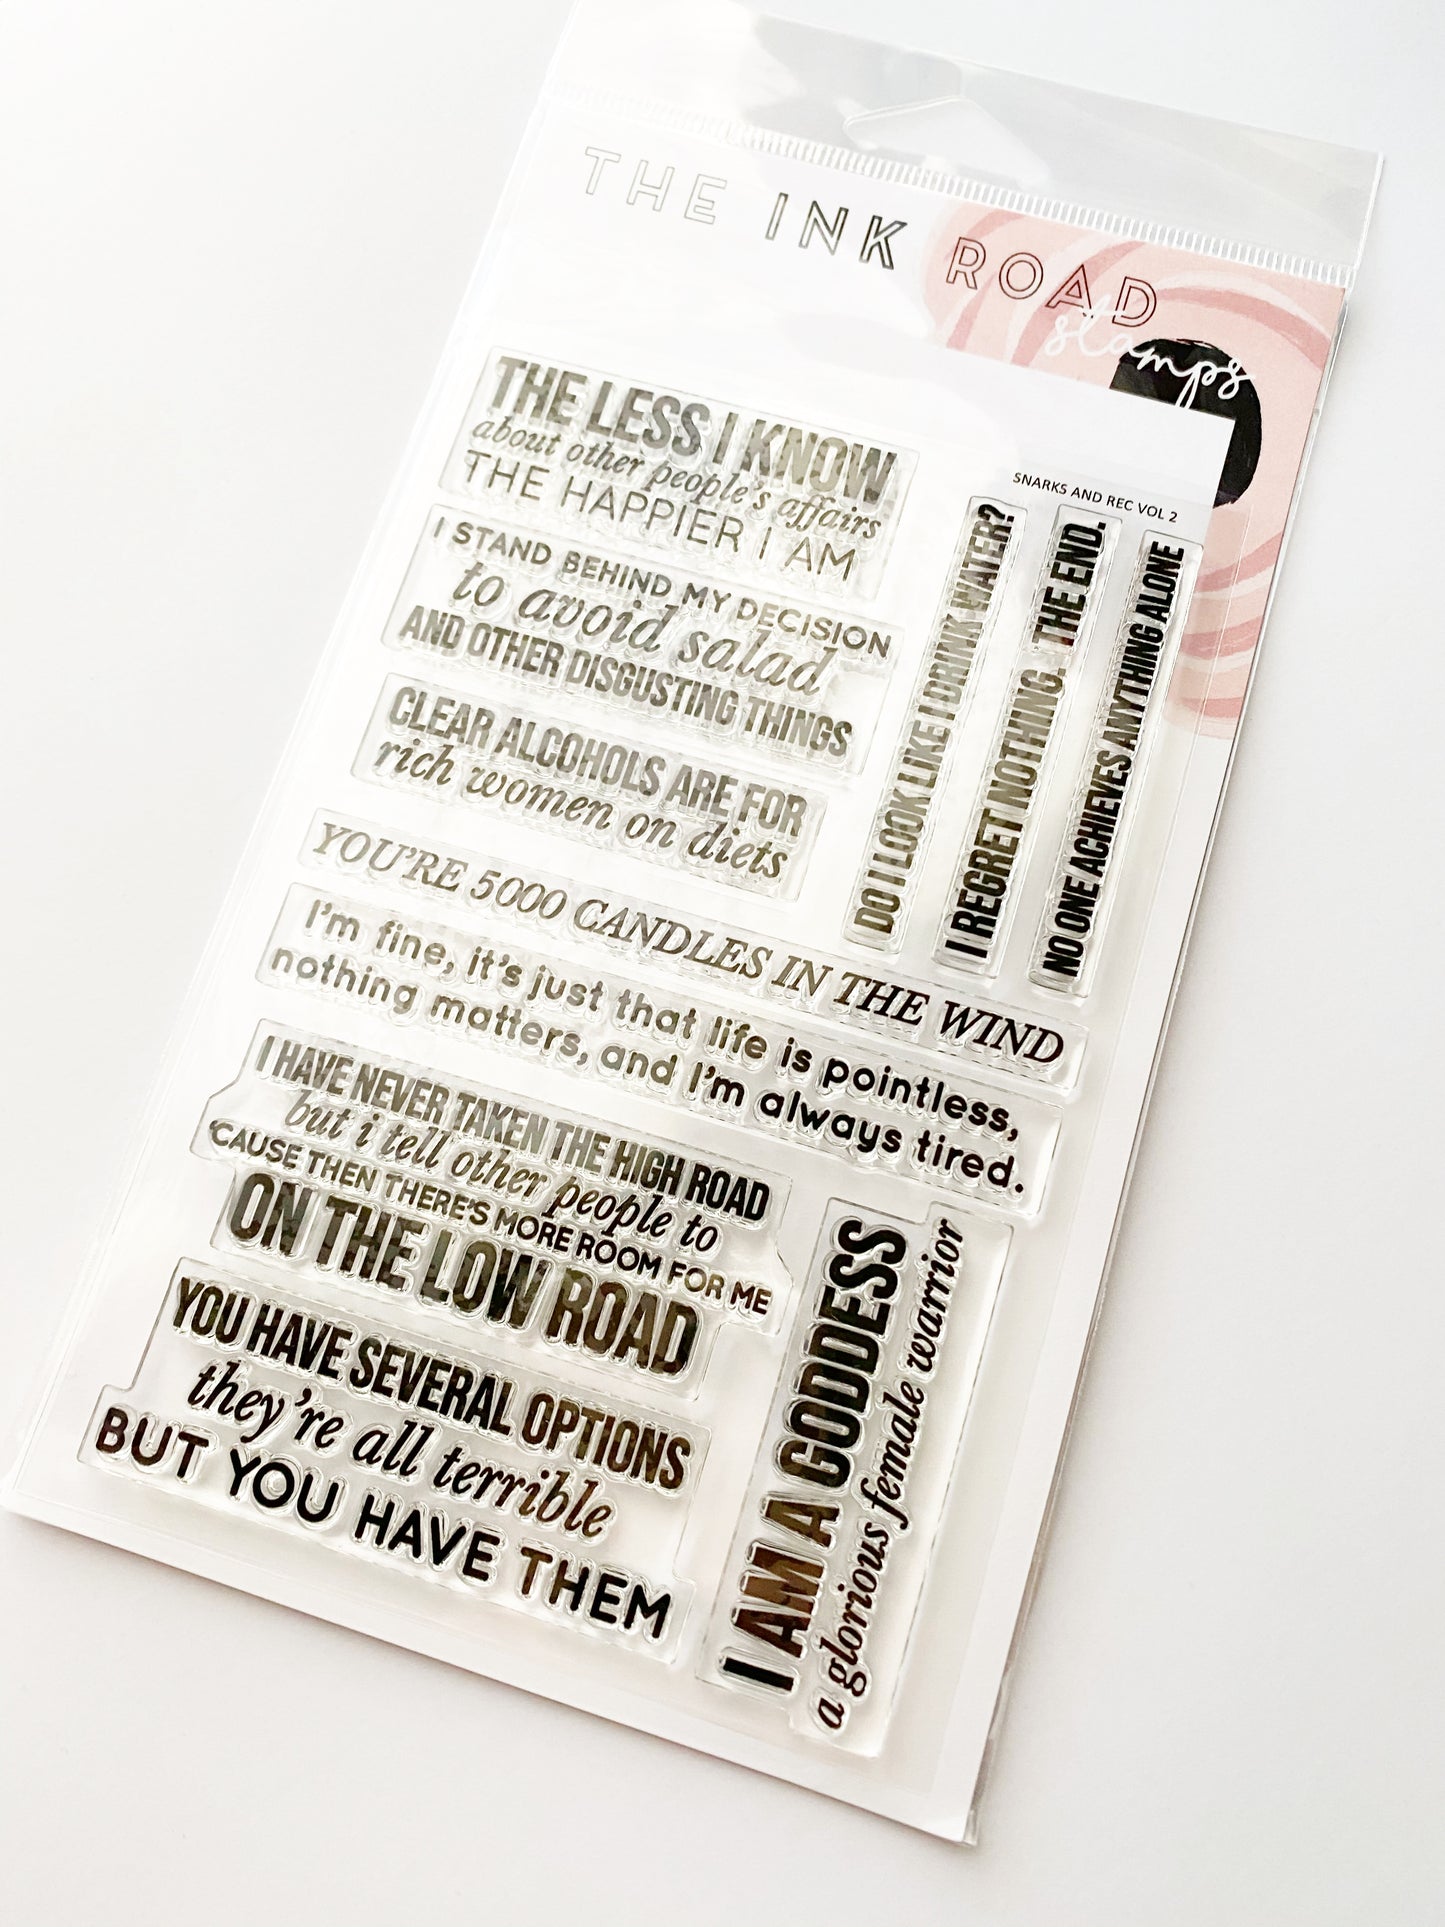 THE INK ROAD
stamps
SNARKS AND REC VOL 2
THE LESS I KNOW
about other people's affairs
THE HAPPIER I AM
I STAND BEHIND MY DECISION
to avoid salad
AND OTHER DISGUSTING THINGS
CLEAR ALCOHOLS ARE FOR
rich women on diets
DO I LOOK LIKE I DRINK WATER?
I REGRET NOTHING. THE END.
NO ONE ACHIEVES ANYTHING ALONE
YOU'RE 5000 CANDLES IN THE WIND
I'm fine, it's just that life is pointless,
nothing matters, and I'm always tired.
I HAVE NEVER TAKEN THE HIGH ROAD
but i tell other people to
'CAUSE THEN THERE'S MORE ROOM FOR ME
ON THE LOW ROAD
YOU HAVE SEVERAL OPTIONS
they're all terrible
BUT YOU HAVE THEM
I AM A GODDESS
a glorious female warrior